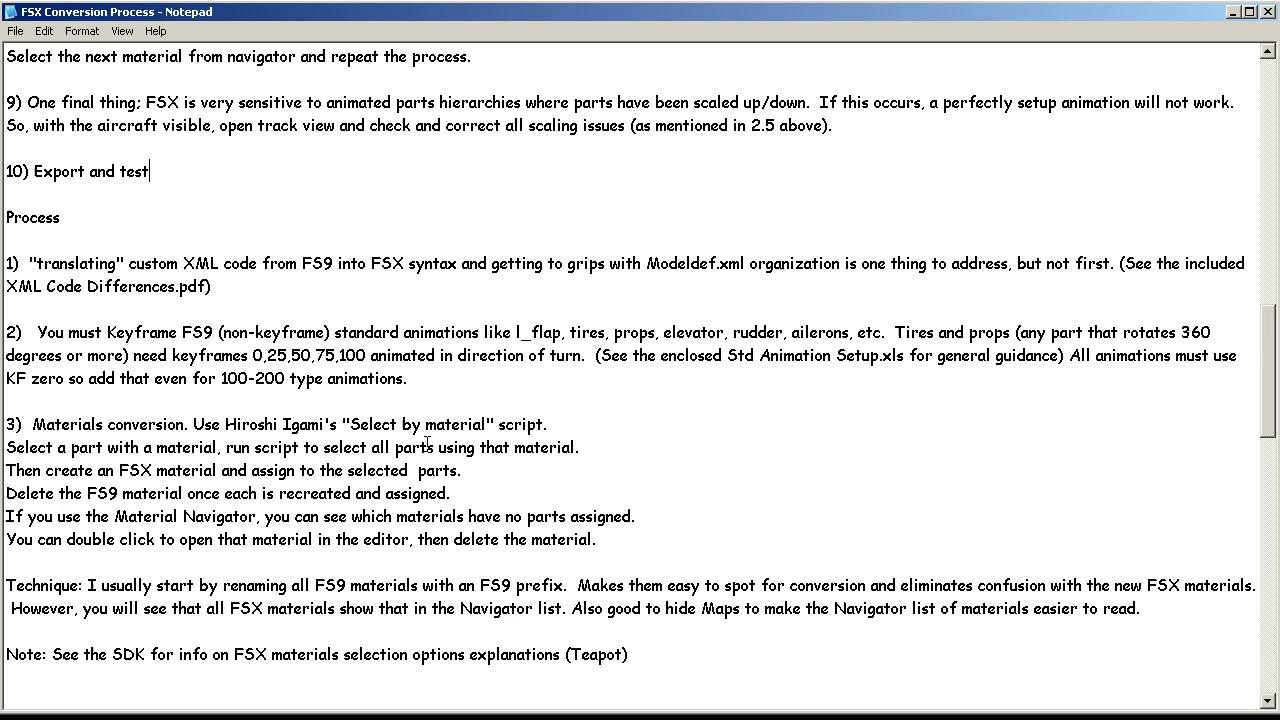 FSX Conversion Process - Notepad
File Edit Format View Help
Select the next material from navigator and repeat the process.
9) One final thing; FSX is very sensitive to animated parts hierarchies where parts have been scaled up/down.  If this occurs, a perfectly setup animation will not work.
So, with the aircraft visible, open track view and check and correct all scaling issues (as mentioned in 2.5 above).
10) Export and test
Process
1)  "translating" custom XML code from FS9 into FSX syntax and getting to grips with Modeldef.xml organization is one thing to address, but not first. (See the included
XML Code Differences.pdf)
2)   You must Keyframe FS9 (non-keyframe) standard animations like l_flap, tires, props, elevator, rudder, ailerons, etc.  Tires and props (any part that rotates 360
degrees or more) need keyframes 0,25,50,75,100 animated in direction of turn.  (See the enclosed Std Animation Setup.xls for general guidance) All animations must use
KF zero so add that even for 100-200 type animations.
3)  Materials conversion. Use Hiroshi Igami's "Select by material" script.
Select a part with a material, run script to select all parts using that material.
Then create an FSX material and assign to the selected  parts.
Delete the FS9 material once each is recreated and assigned.
If you use the Material Navigator, you can see which materials have no parts assigned.
You can double click to open that material in the editor, then delete the material.
Technique: I usually start by renaming all FS9 materials with an FS9 prefix.  Makes them easy to spot for conversion and eliminates confusion with the new FSX materials.
However, you will see that all FSX materials show that in the Navigator list. Also good to hide Maps to make the Navigator list of materials easier to read.
Note: See the SDK for info on FSX materials selection options explanations (Teapot)